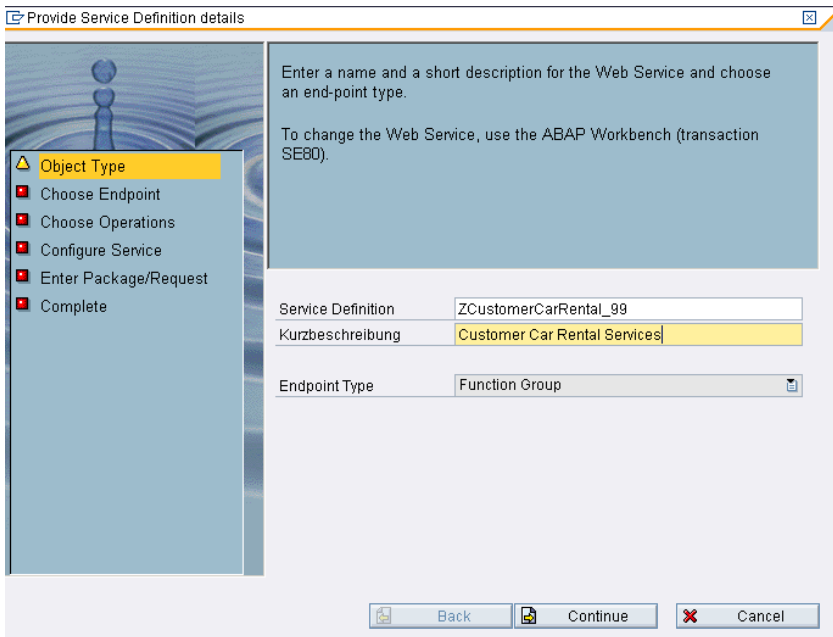 Provide Service Definition details
Enter a name and a short description for the Web Service and choose
an end-point type.
To change the Web Service, use the ABAP Workbench (transaction
SE80).
Object Type
Choose Endpoint
Choose Operations
Configure Service
Enter Package/Request
Complete
Service Definition ZCustomerCarRental_99
Kurzbeschreibung Customer Car Rental Services
Endpoint Type Function Group
Back Continue Cancel